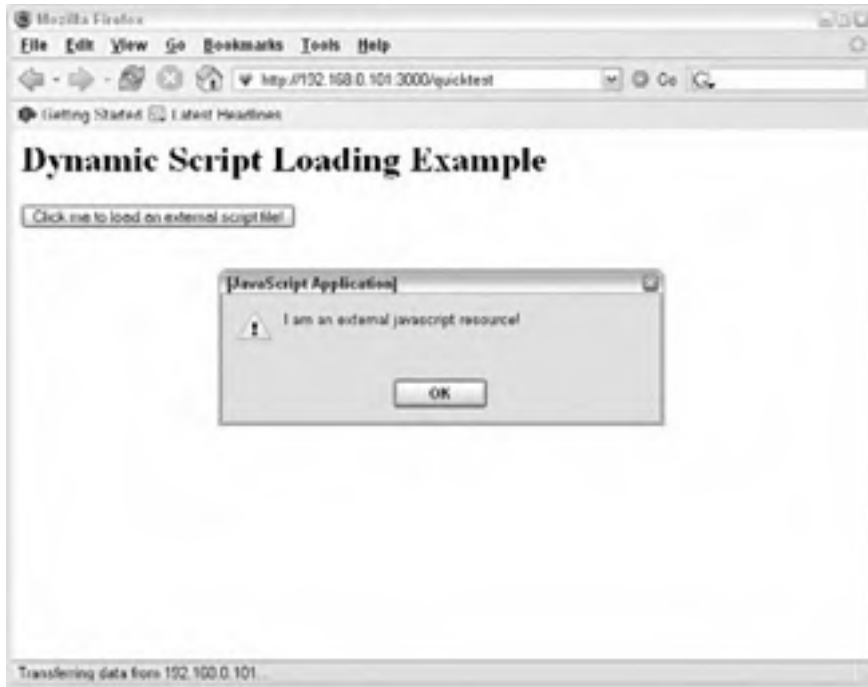 Mozilla Firefox
File Edit View Go Bookmarks Tools Help
http://192.168.0.101:3000/quicktest Go
Getting Started Latest Headlines
Dynamic Script Loading Example
Click me to load an external script file!
[JavaScript Application]
I am an external javascript resource!
OK
Transferring data from 192.168.0.101...